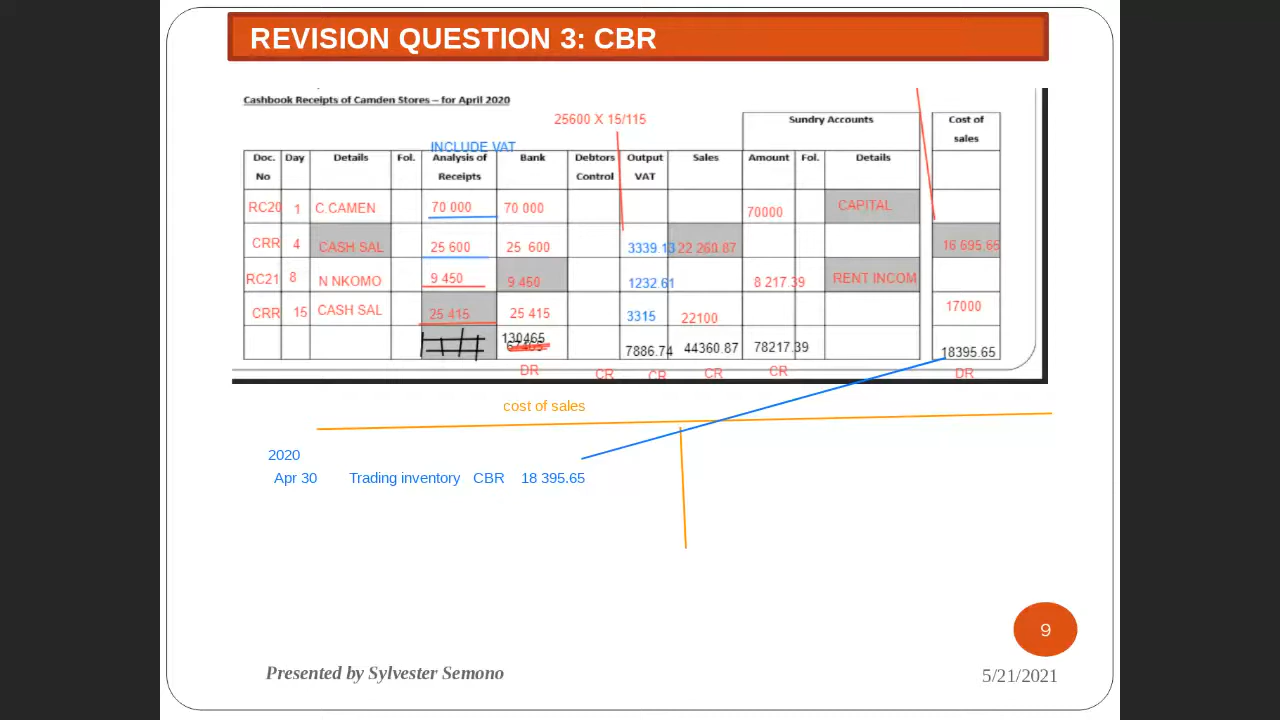 REVISION QUESTION 3: CBR
Cashbook Receipts of Camden Stores – for April 2020
25600 X 15/115
Sundry Accounts Cost of sales
INCLUDE VAT
Doc. No Day Details Fol. Analysis of Receipts Bank Debtors Control Output VAT Sales Amount Fol. Details
RC20 1 C.CAMEN 70 000 70 000 70000 CAPITAL
CRR 4 CASH SAL 25 600 25 600 3339.13 22 260.87 16 695.65
RC21 8 N NKOMO 9 450 9 450 1232.61 8 217.39 RENT INCOM
CRR 15 CASH SAL 25 415 25 415 3315 22100 17000
130465 7886.74 44360.87 78217.39 18395.65
DR CR CR CR CR DR
cost of sales
2020
Apr 30 Trading inventory CBR 18 395.65
9
Presented by Sylvester Semono 5/21/2021